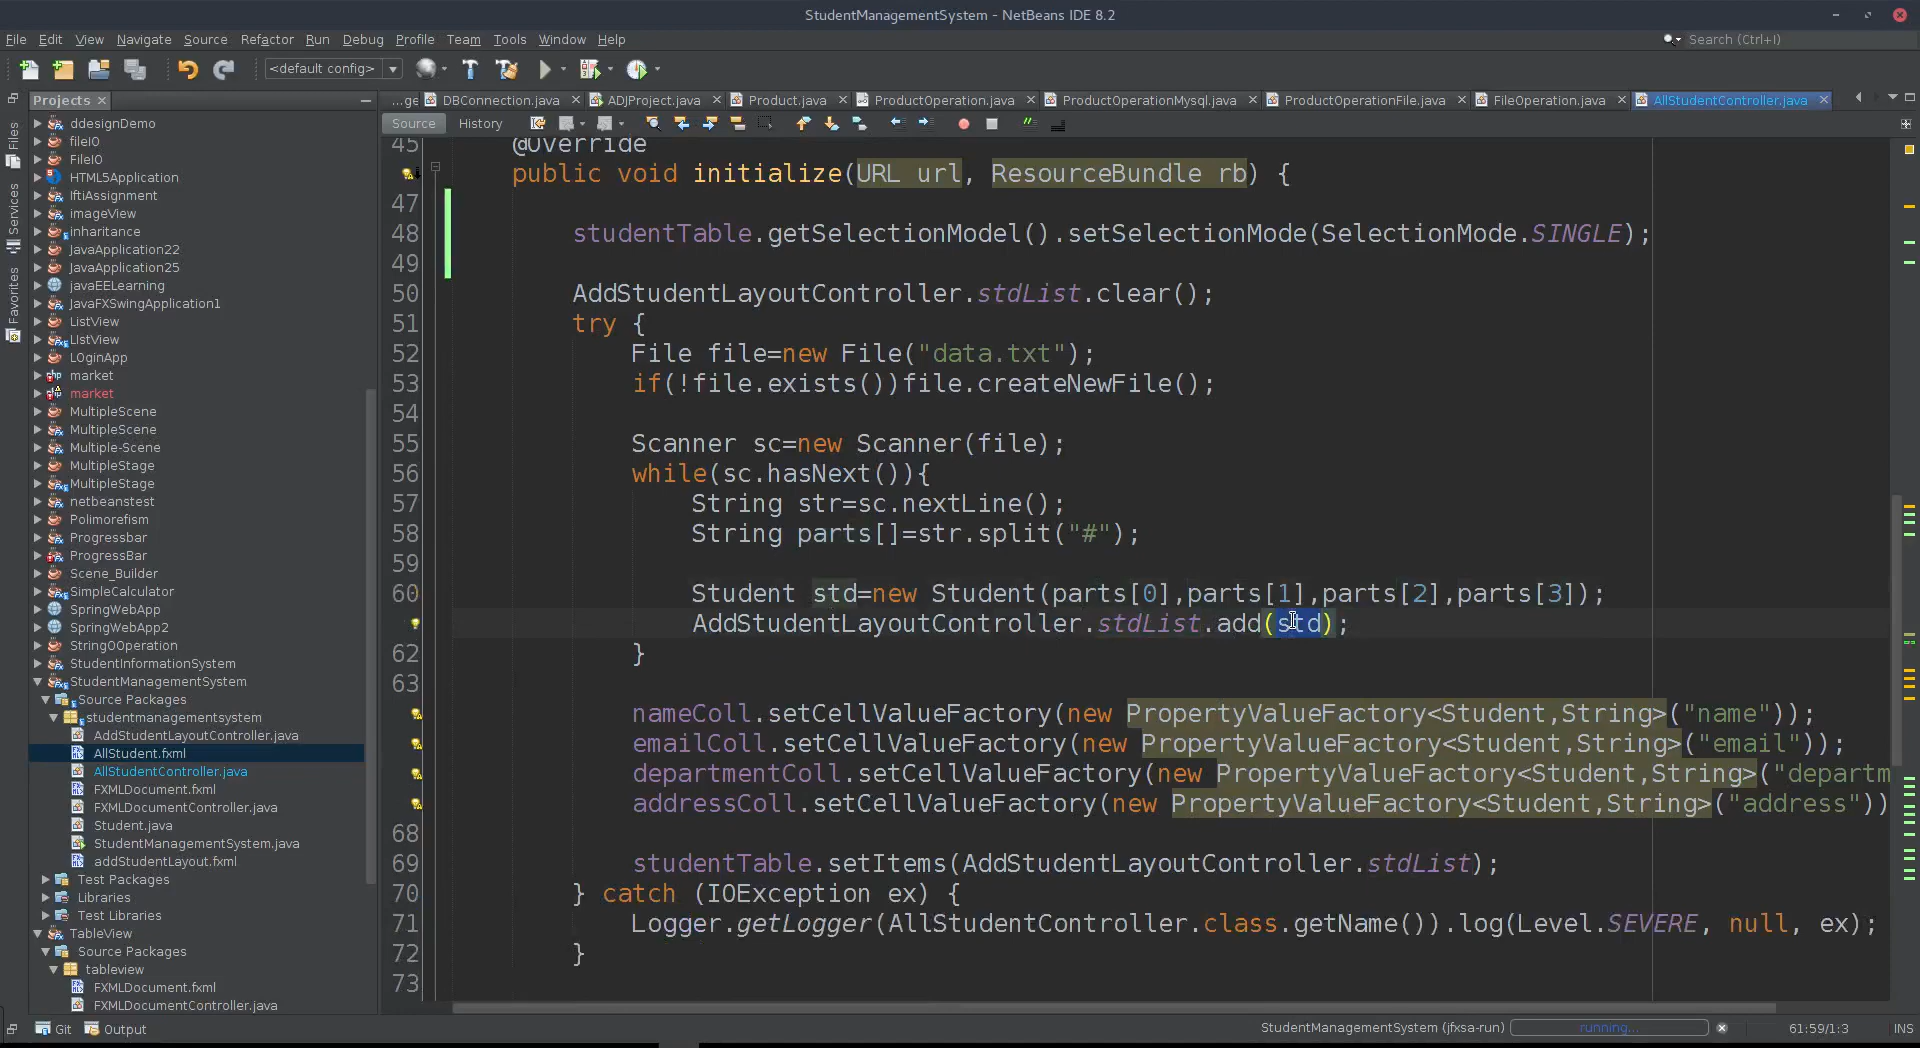 StudentManagementSystem - NetBeans IDE 8.2
File Edit View Navigate Source Refactor Run Debug Profile Team Tools Window Help
Search (Ctrl+I)
<default config>
Projects
...ge DBConnection.java ADJProject.java Product.java ProductOperation.java ProductOperationMysql.java ProductOperationFile.java FileOperation.java AllStudentController.java
Source History
Files
Services
Favorites
ddesignDemo
fileIO
FileIO
HTML5Application
IftiAssignment
imageView
inharitance
JavaApplication22
JavaApplication25
javaEELearning
JavaFXSwingApplication1
ListView
LIstView
LOginApp
market
market
MultipleScene
MultipleScene
Multiple-Scene
MultipleStage
MultipleStage
netbeanstest
Polimorefism
Progressbar
ProgressBar
Scene_Builder
SimpleCalculator
SpringWebApp
SpringWebApp2
StringOOperation
StudentInformationSystem
StudentManagementSystem
Source Packages
studentmanagementsystem
AddStudentLayoutController.java
AllStudent.fxml
AllStudentController.java
FXMLDocument.fxml
FXMLDocumentController.java
Student.java
StudentManagementSystem.java
addStudentLayout.fxml
Test Packages
Libraries
Test Libraries
TableView
Source Packages
tableview
FXMLDocument.fxml
FXMLDocumentController.java
45 @Override
public void initialize(URL url, ResourceBundle rb) {
47
48 studentTable.getSelectionModel().setSelectionMode(SelectionMode.SINGLE);
49
50 AddStudentLayoutController.stdList.clear();
51 try {
52 File file=new File("data.txt");
53 if(!file.exists())file.createNewFile();
54
55 Scanner sc=new Scanner(file);
56 while(sc.hasNext()){
57 String str=sc.nextLine();
58 String parts[]=str.split("#");
59
60 Student std=new Student(parts[0],parts[1],parts[2],parts[3]);
AddStudentLayoutController.stdList.add(std);
62 }
63
nameColl.setCellValueFactory(new PropertyValueFactory<Student,String>("name"));
emailColl.setCellValueFactory(new PropertyValueFactory<Student,String>("email"));
departmentColl.setCellValueFactory(new PropertyValueFactory<Student,String>("departm
addressColl.setCellValueFactory(new PropertyValueFactory<Student,String>("address"))
68
69 studentTable.setItems(AddStudentLayoutController.stdList);
70 } catch (IOException ex) {
71 Logger.getLogger(AllStudentController.class.getName()).log(Level.SEVERE, null, ex);
72 }
73
Git Output
StudentManagementSystem (jfxsa-run) running... 61:59/1:3 INS